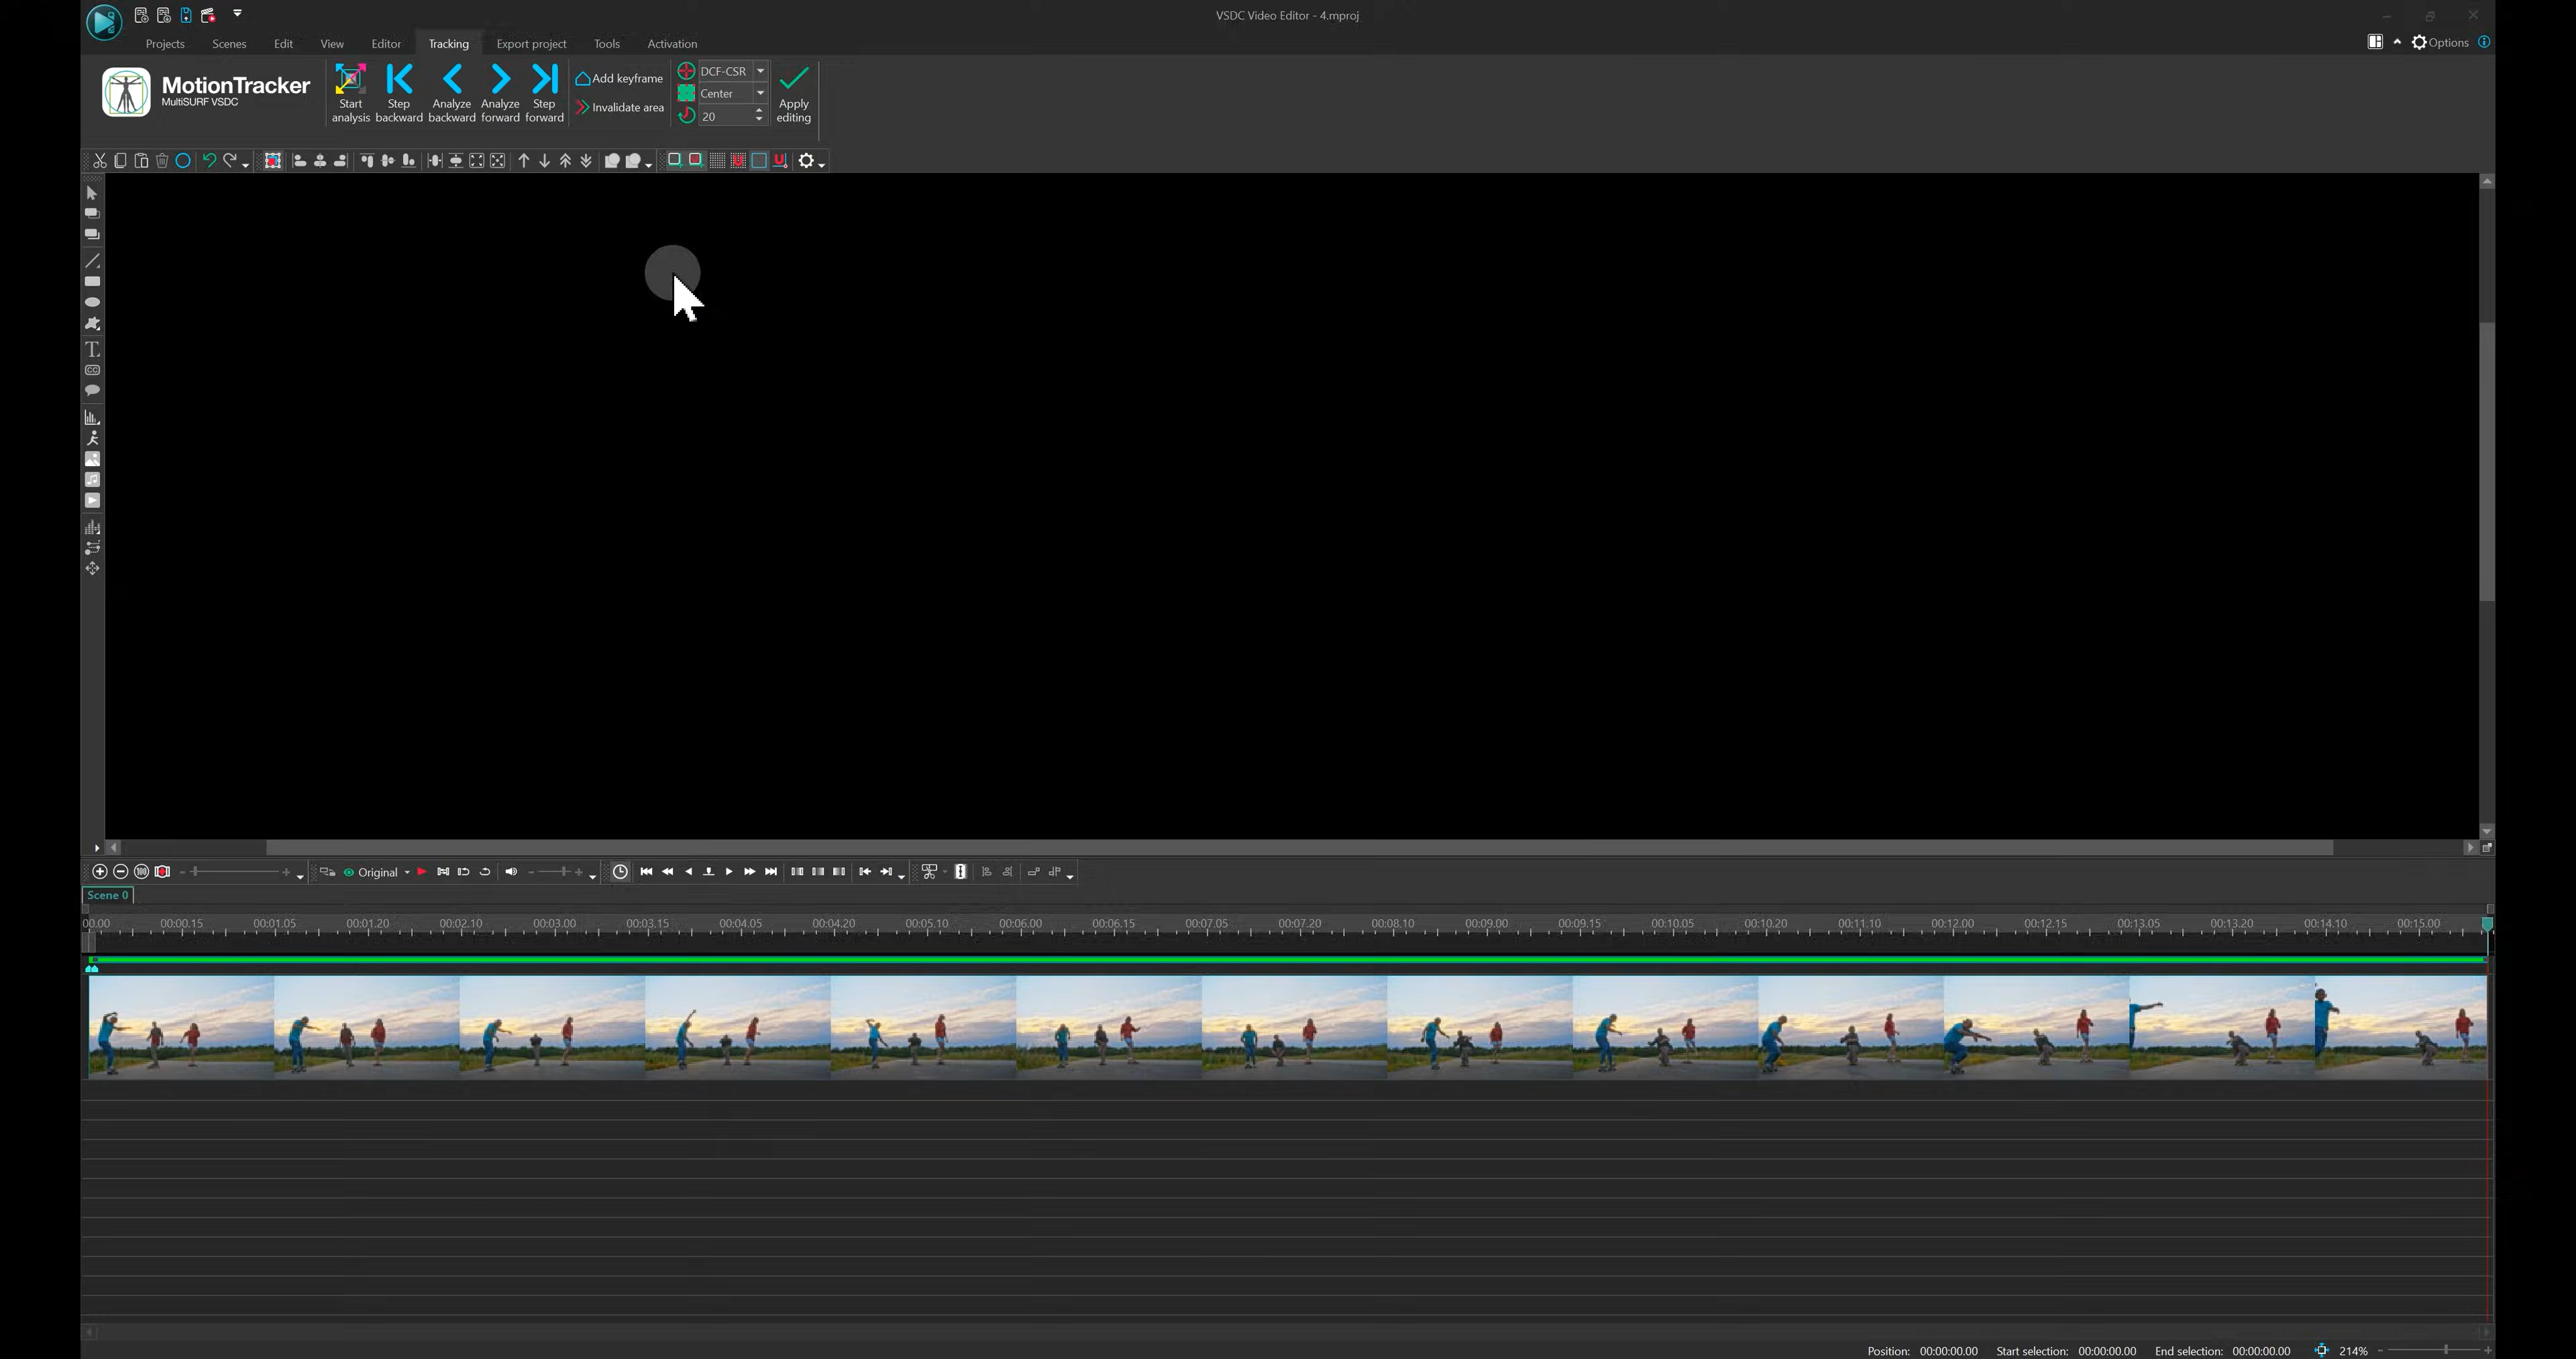 VSDC Video Editor - 4.mproj
Projects Scenes Edit View Editor Tracking Export project Tools Activation
Options
MotionTracker
MultiSURF VSDC
Start analysis
Step backward
Analyze backward
Analyze forward
Step forward
Add keyframe
Invalidate area
DCF-CSR
Center
20
Apply editing
T
CC
100
Original
Scene 0
00.00 00:00.15 00:01.05 00:01.20 00:02.10 00:03.00 00:03.15 00:04.05 00:04.20 00:05.10 00:06.00 00:06.15 00:07.05 00:07.20 00:08.10 00:09.00 00:09.15 00:10.05 00:10.20 00:11.10 00:12.00 00:12.15 00:13.05 00:13.20 00:14.10 00:15.00
Position: 00:00:00.00 Start selection: 00:00:00.00 End selection: 00:00:00.00 214%